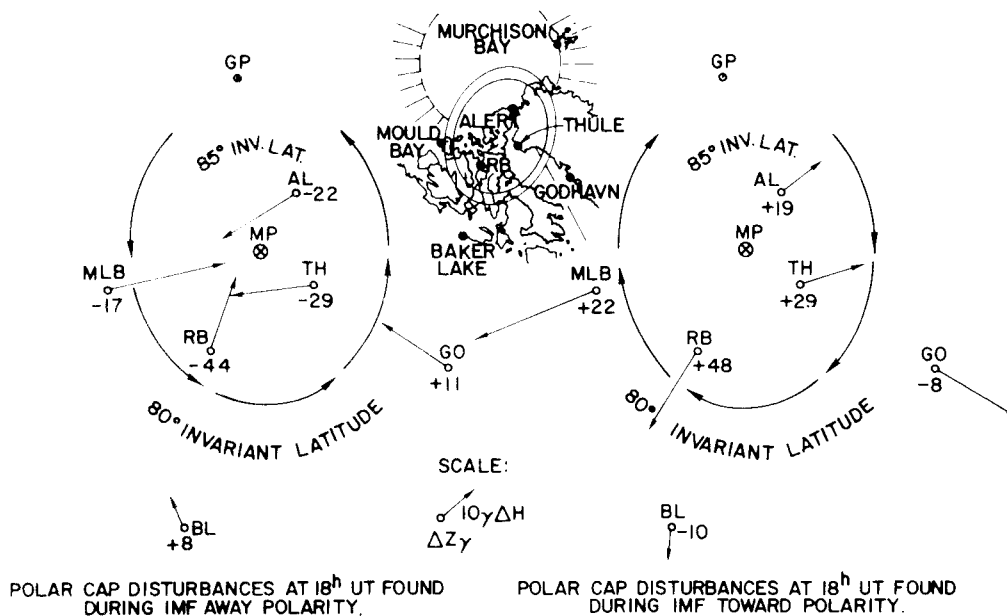 MURCHISON
BAY
GP
GP
ALERT
THULE
MOULD
BAY
RB
GODHAVN
BAKER
LAKE
85° INV. LAT.
AL
-22
MP
MLB
-17
TH
-29
RB
-44
GO
+11
80° INVARIANT LATITUDE
BL
+8
85° INV. LAT.
AL
+19
MP
MLB
+22
TH
+29
RB
+48
GO
-8
80° INVARIANT LATITUDE
BL
-10
SCALE:
10γΔH
ΔZγ
POLAR CAP DISTURBANCES AT 18h UT FOUND
DURING IMF AWAY POLARITY.
POLAR CAP DISTURBANCES AT 18h UT FOUND
DURING IMF TOWARD POLARITY.